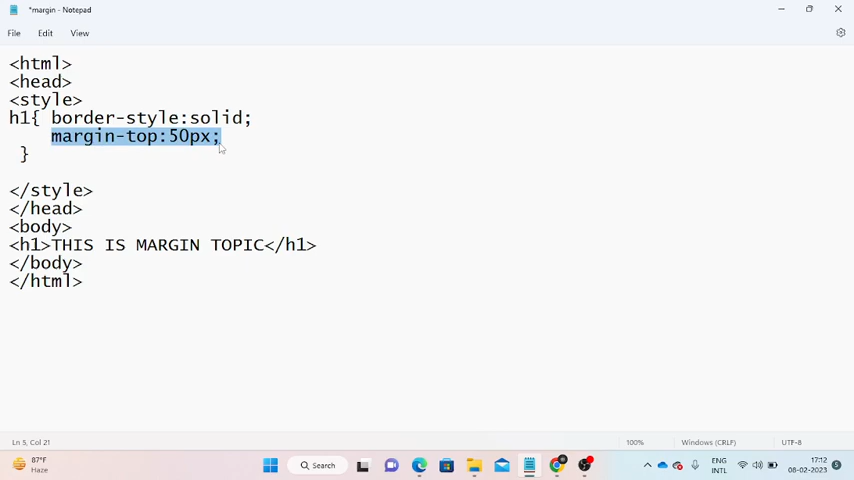 *margin - Notepad
File Edit View
<html>
<head>
<style>
h1{ border-style:solid;
margin-top:50px;
}
</style>
</head>
<body>
<h1>THIS IS MARGIN TOPIC</h1>
</body>
</html>
Ln 5, Col 21 100% Windows (CRLF) UTF-8
87°F
Haze
Search
ENG
INTL
17:12
08-02-2023
5